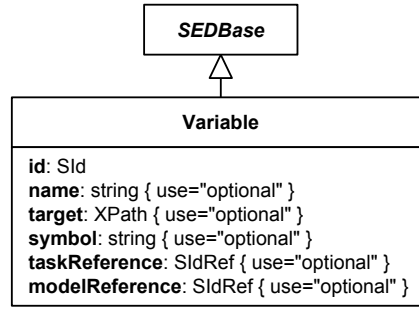 SEDBase
Variable
id: SId
name: string { use="optional" }
target: XPath { use="optional" }
symbol: string { use="optional" }
taskReference: SIdRef { use="optional" }
modelReference: SIdRef { use="optional" }